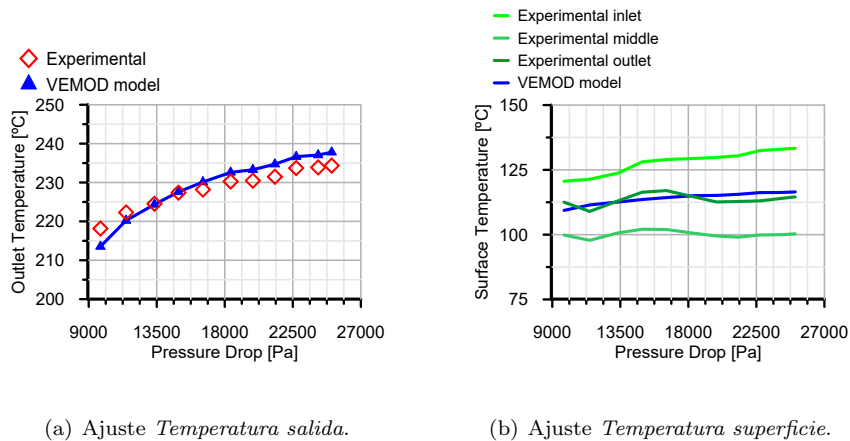 Experimental
VEMOD model
250
240
230
220
210
200
Outlet Temperature [ºC]
9000 13500 18000 22500 27000
Pressure Drop [Pa]
(a) Ajuste Temperatura salida.
Experimental inlet
Experimental middle
Experimental outlet
VEMOD model
150
125
100
75
Surface Temperature [ºC]
9000 13500 18000 22500 27000
Pressure Drop [Pa]
(b) Ajuste Temperatura superficie.